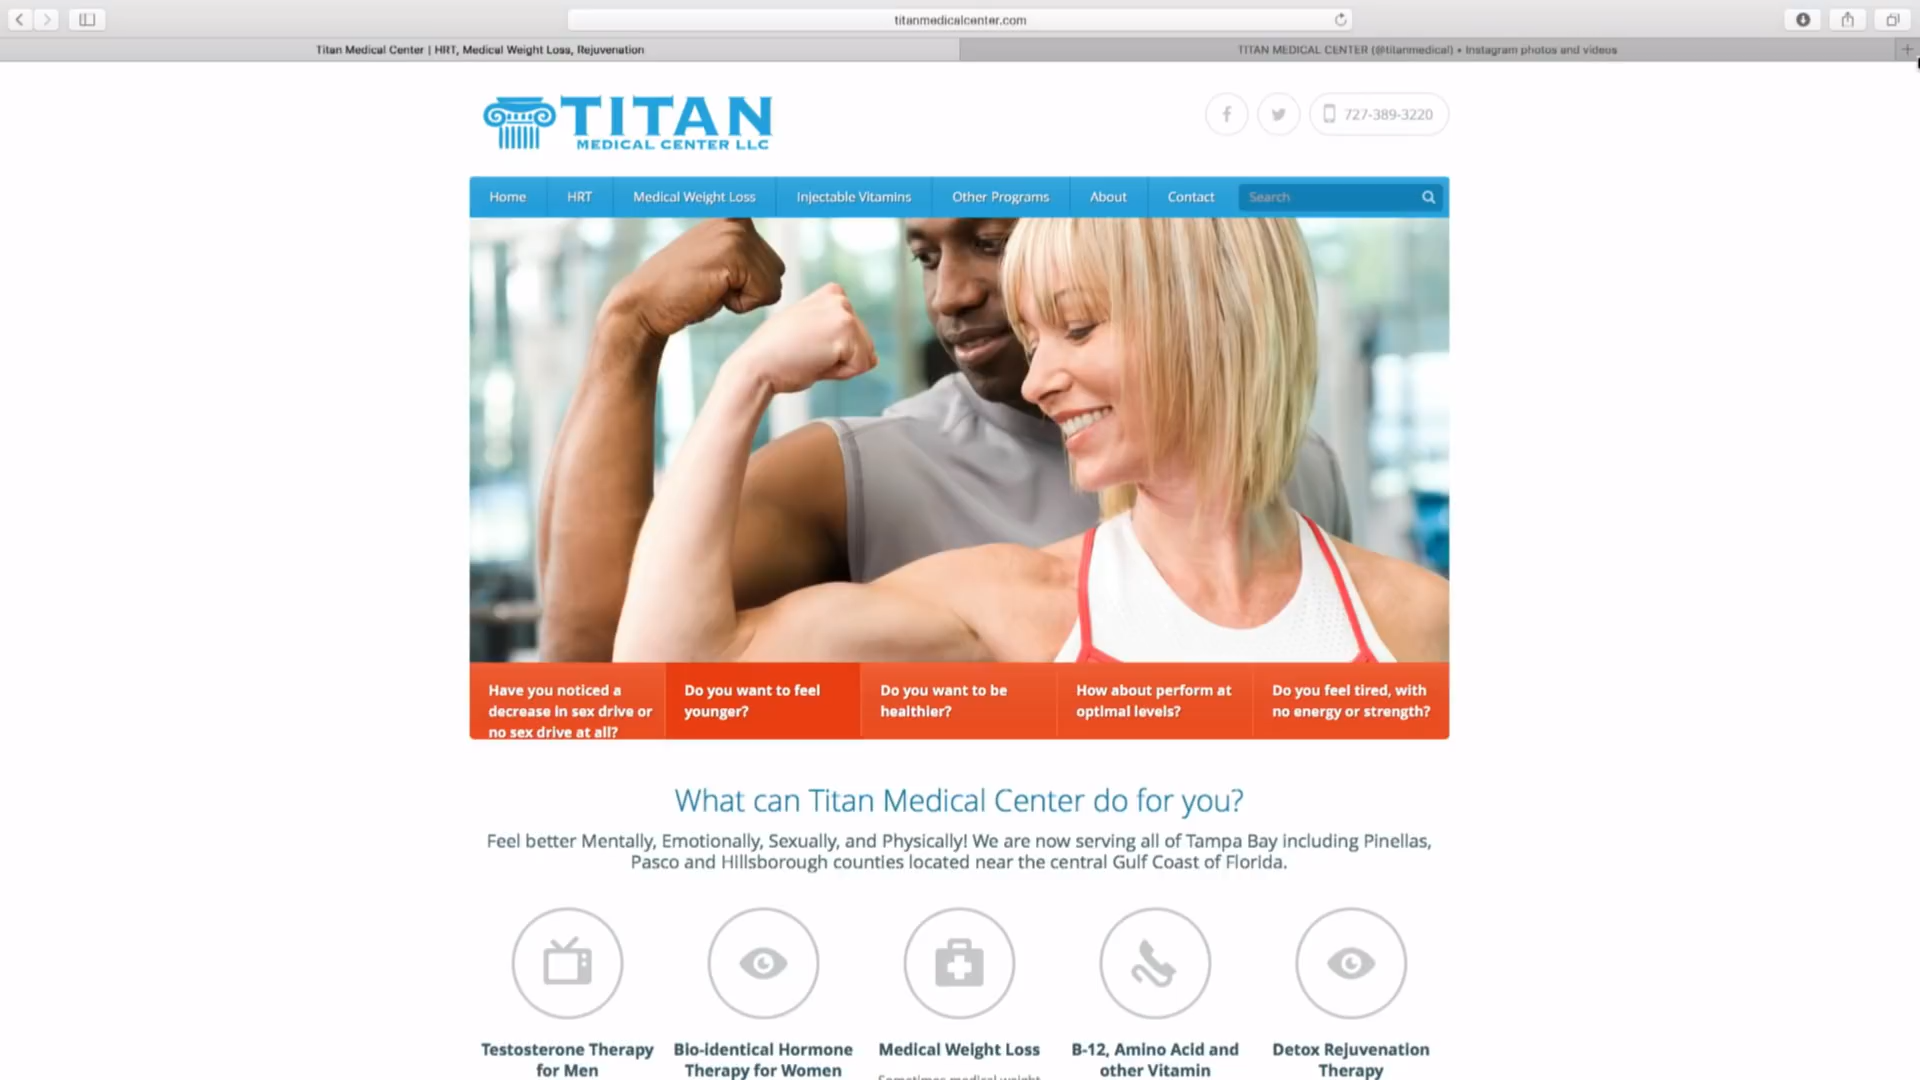 titanmedicalcenter.com
Titan Medical Center | HRT, Medical Weight Loss, Rejuvenation
TITAN MEDICAL CENTER (@titanmedical) • Instagram photos and videos
TITAN
MEDICAL CENTER LLC
727-389-3220
Home
HRT
Medical Weight Loss
Injectable Vitamins
Other Programs
About
Contact
Search
Have you noticed a
decrease in sex drive or
no sex drive at all?
Do you want to feel
younger?
Do you want to be
healthier?
How about perform at
optimal levels?
Do you feel tired, with
no energy or strength?
What can Titan Medical Center do for you?
Feel better Mentally, Emotionally, Sexually, and Physically! We are now serving all of Tampa Bay including Pinellas,
Pasco and Hillsborough counties located near the central Gulf Coast of Florida.
Testosterone Therapy
for Men
Bio-identical Hormone
Therapy for Women
Medical Weight Loss
Sometimes medical weight
B-12, Amino Acid and
other Vitamin
Detox Rejuvenation
Therapy